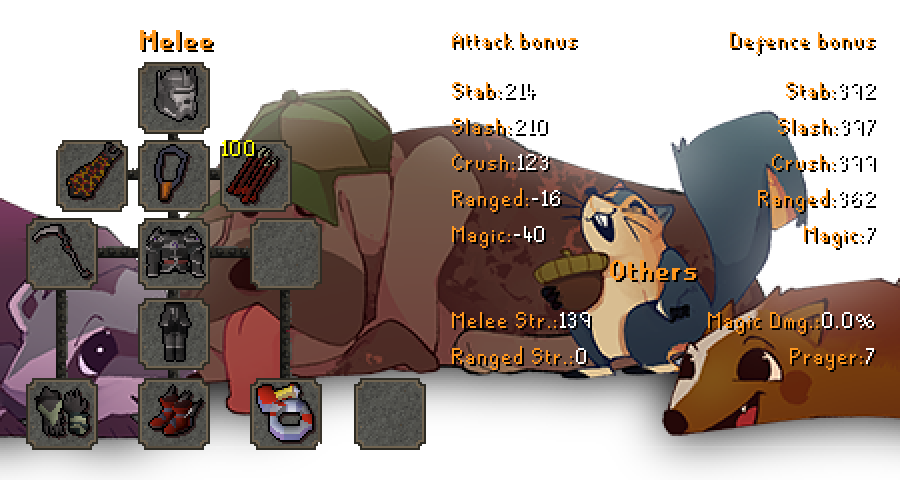 Melee
100
Attack bonus
Stab:214
Slash:210
Crush:123
Ranged:-16
Magic:-40
Defence bonus
Stab:392
Slash:397
Crush:399
Ranged:362
Magic:7
Others
Melee Str.:139
Ranged Str.:0
Magic Dmg.:0.0%
Prayer:7